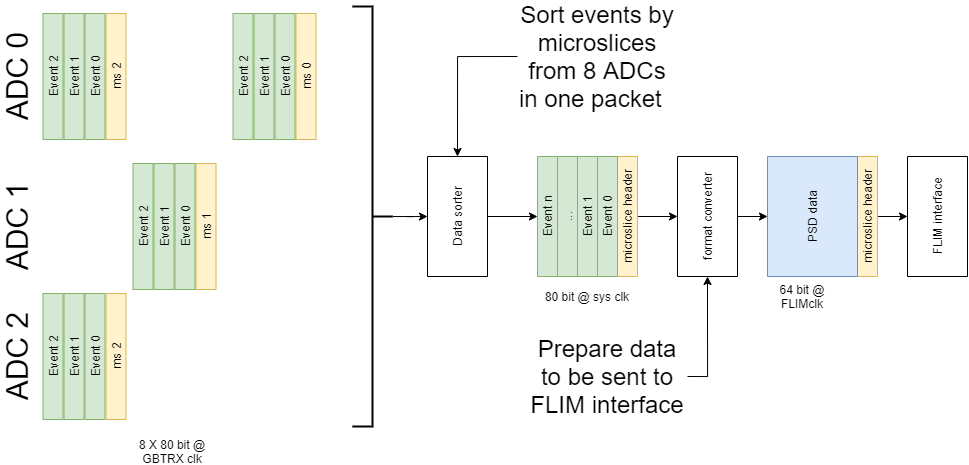 ADC 0
Event 2
Event 1
Event 0
ms 2
Event 2
Event 1
Event 0
ms 0
ADC 1
Event 2
Event 1
Event 0
ms 1
ADC 2
Event 2
Event 1
Event 0
ms 2
8 X 80 bit @
GBTRX clk
Sort events by
microslices
from 8 ADCs
in one packet
Data sorter
Event n
...
Event 1
Event 0
microslice header
80 bit @ sys clk
format converter
Prepare data
to be sent to
FLIM interface
PSD data
microslice header
64 bit @
FLIMclk
FLIM interface